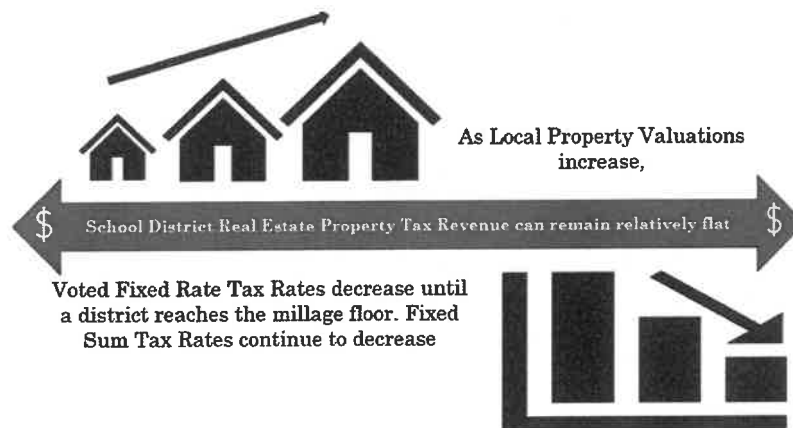 As Local Property Valuations
increase,
$ School District Real Estate Property Tax Revenue can remain relatively flat $
Voted Fixed Rate Tax Rates decrease until
a district reaches the millage floor. Fixed
Sum Tax Rates continue to decrease